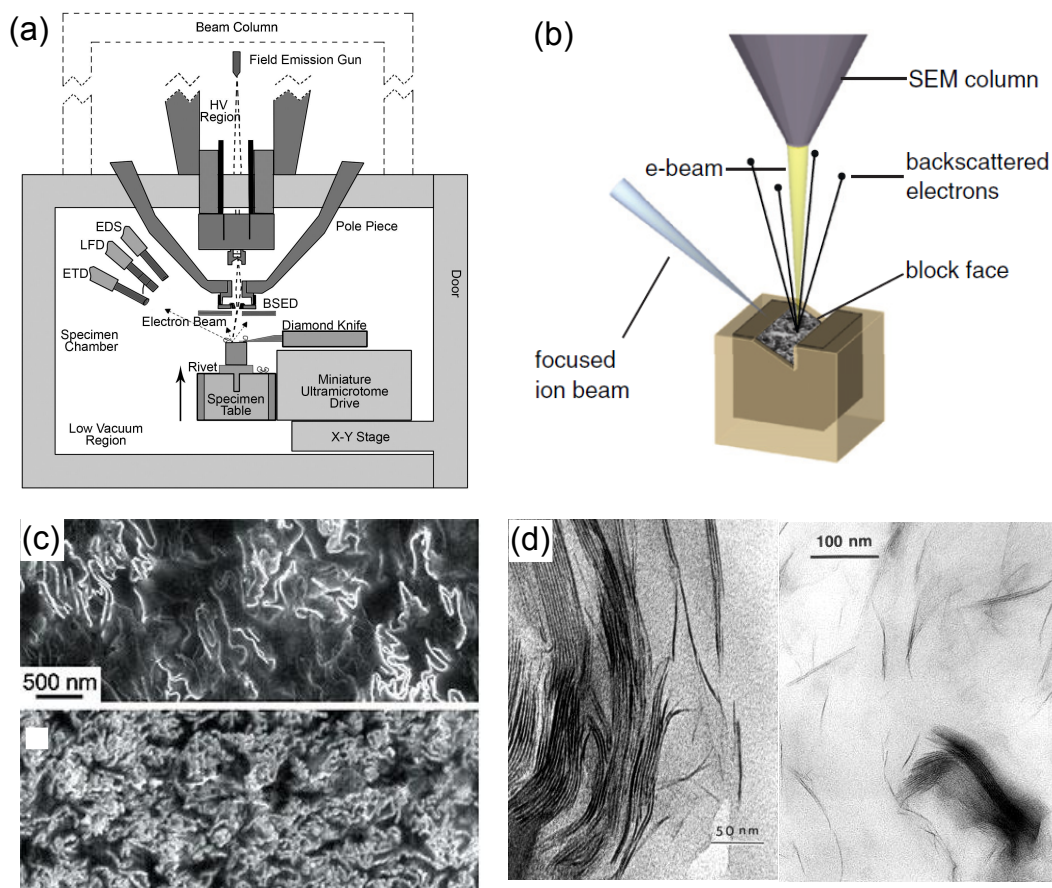 (a)
Beam Column
Field Emission Gun
HV
Region
EDS
LFD
ETD
Pole Piece
Door
BSED
Electron Beam
Diamond Knife
Specimen
Chamber
Rivet
Miniature
Ultramicrotome
Drive
Specimen
Table
Low Vacuum
Region
X-Y Stage
(b)
SEM column
e-beam
backscattered
electrons
block face
focused
ion beam
(c)
500 nm
(d)
50 nm
100 nm